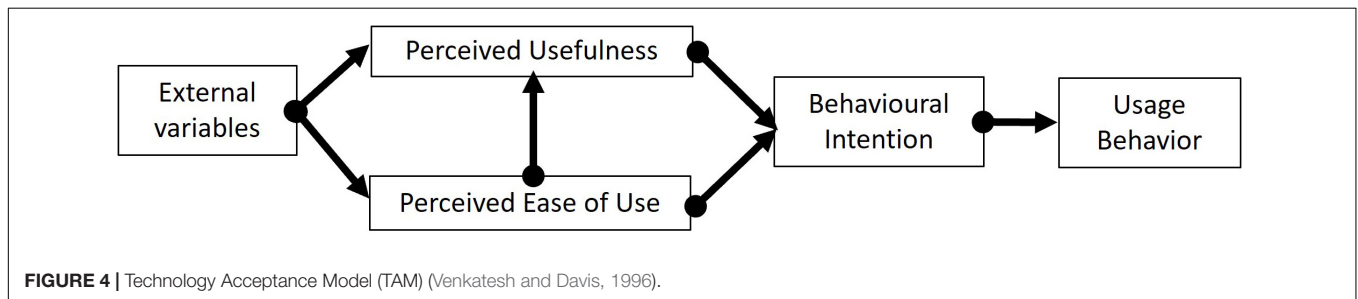 External
variables
Perceived Usefulness
Perceived Ease of Use
Behavioural
Intention
Usage
Behavior
FIGURE 4 | Technology Acceptance Model (TAM) (Venkatesh and Davis, 1996).